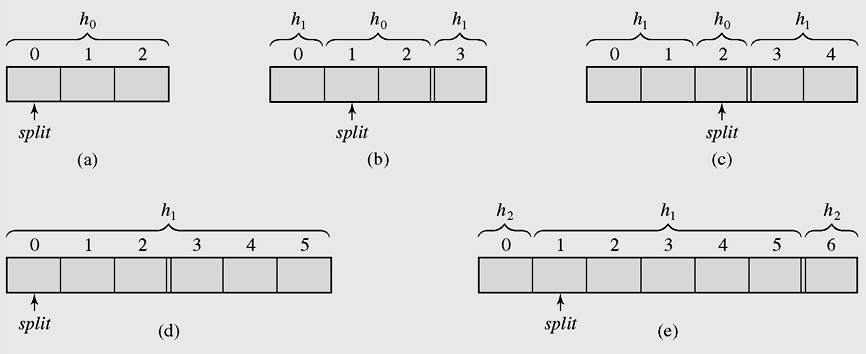 h0 h1 h0 h1 h1 h0 h1
0 1 2 0 1 2 3 0 1 2 3 4
split split split
(a) (b) (c)
h1 h2 h1 h2
0 1 2 3 4 5 0 1 2 3 4 5 6
split split
(d) (e)